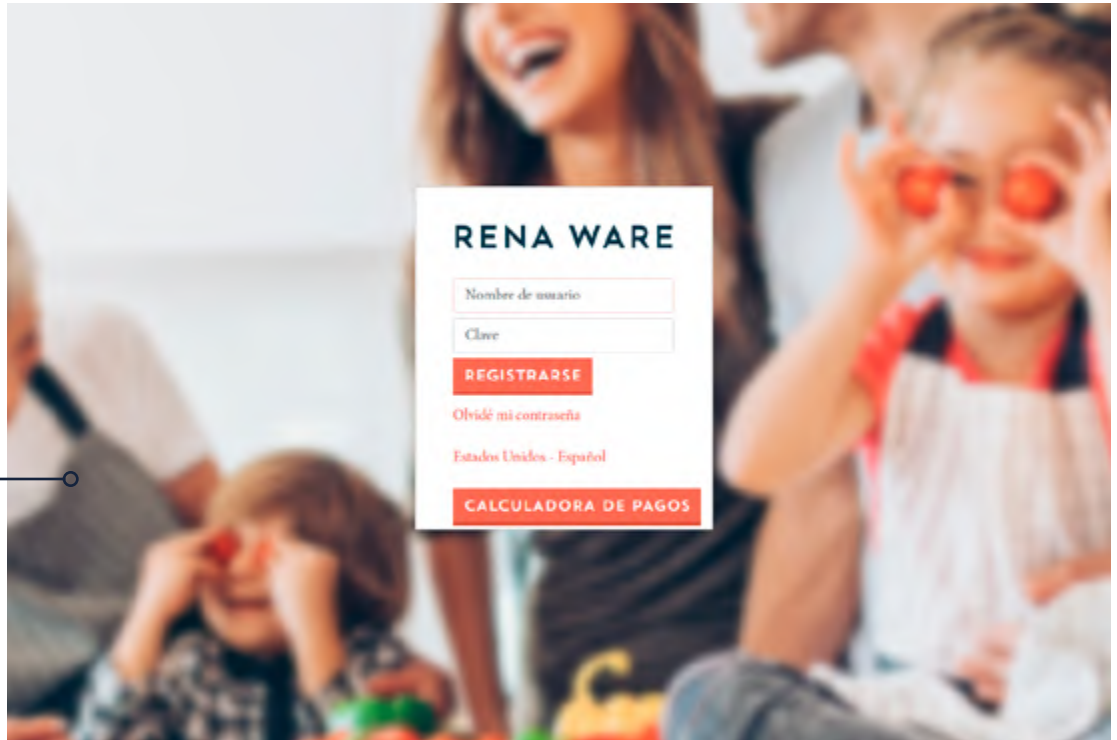 RENA WARE
Nombre de usuario
Clave
REGISTRARSE
Olvidé mi contraseña
Estados Unidos - Español
CALCULADORA DE PAGOS